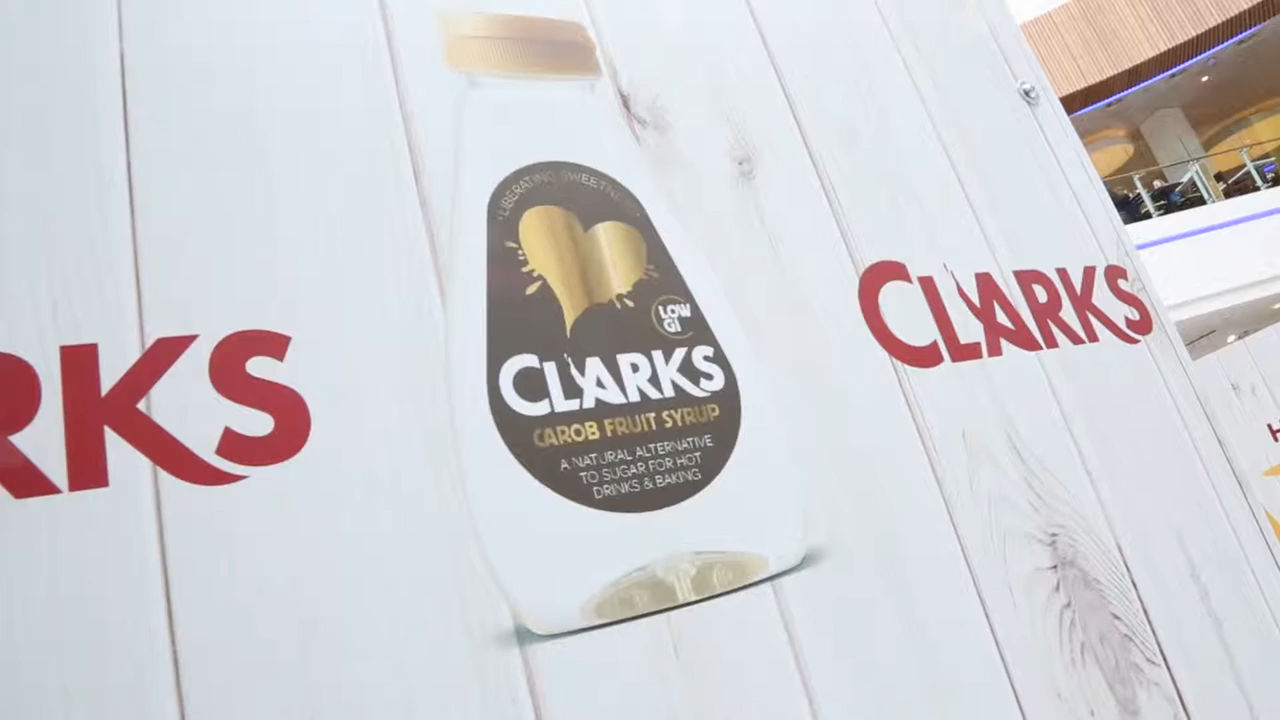 RKS
LIBERATING SWEETNESS
LOW
GI
CLARKS
CAROB FRUIT SYRUP
A NATURAL ALTERNATIVE
TO SUGAR FOR HOT
DRINKS & BAKING
CLARKS
H